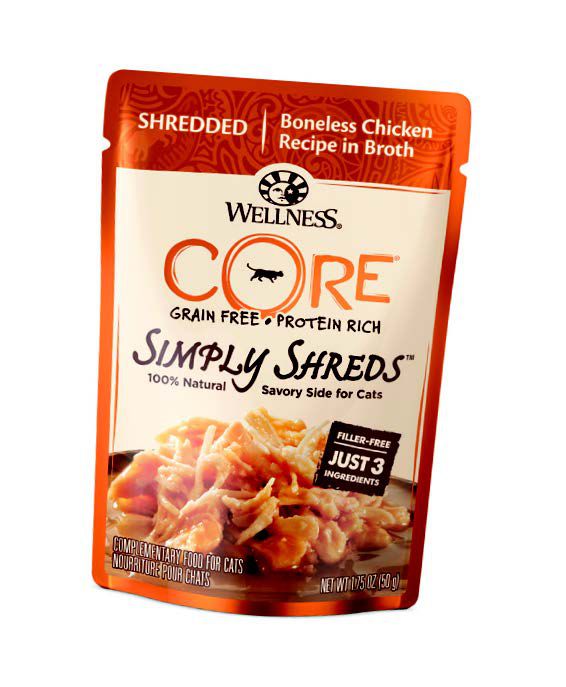 SHREDDED
Boneless Chicken
Recipe in Broth
WELLNESS®
CORE®
GRAIN FREE • PROTEIN RICH
SIMPLY SHREDS™
100% Natural Savory Side for Cats
FILLER-FREE
JUST 3
INGREDIENTS
COMPLEMENTARY FOOD FOR CATS
NOURRITURE POUR CHATS
NET WT 1.75 OZ (50 g)